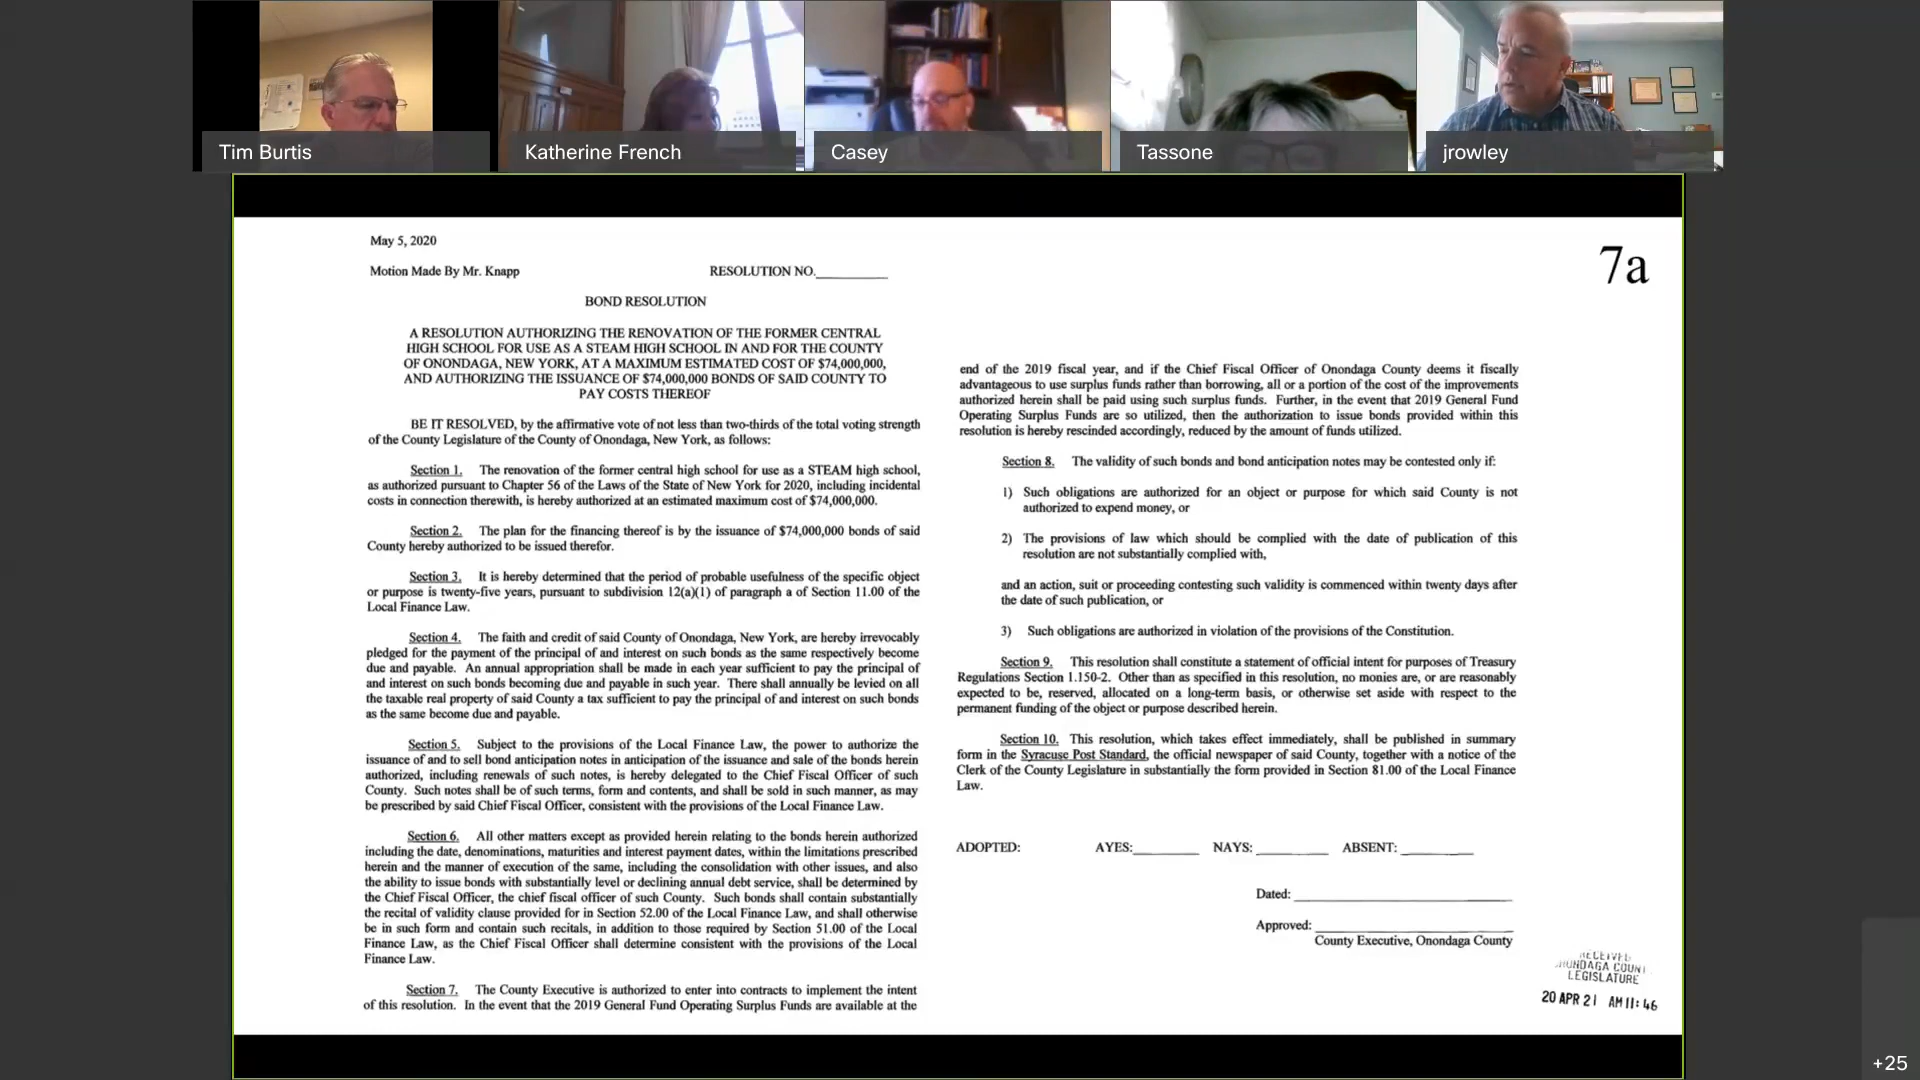 Tim Burtis
Katherine French
Casey
Tassone
jrowley
May 5, 2020
7a
Motion Made By Mr. Knapp RESOLUTION NO.__________
BOND RESOLUTION
A RESOLUTION AUTHORIZING THE RENOVATION OF THE FORMER CENTRAL
HIGH SCHOOL FOR USE AS A STEAM HIGH SCHOOL IN AND FOR THE COUNTY
OF ONONDAGA, NEW YORK, AT A MAXIMUM ESTIMATED COST OF $74,000,000,
AND AUTHORIZING THE ISSUANCE OF $74,000,000 BONDS OF SAID COUNTY TO
PAY COSTS THEREOF
BE IT RESOLVED, by the affirmative vote of not less than two-thirds of the total voting strength
of the County Legislature of the County of Onondaga, New York, as follows:
Section 1. The renovation of the former central high school for use as a STEAM high school,
as authorized pursuant to Chapter 56 of the Laws of the State of New York for 2020, including incidental
costs in connection therewith, is hereby authorized at an estimated maximum cost of $74,000,000.
Section 2. The plan for the financing thereof is by the issuance of $74,000,000 bonds of said
County hereby authorized to be issued therefor.
Section 3. It is hereby determined that the period of probable usefulness of the specific object
or purpose is twenty-five years, pursuant to subdivision 12(a)(1) of paragraph a of Section 11.00 of the
Local Finance Law.
Section 4. The faith and credit of said County of Onondaga, New York, are hereby irrevocably
pledged for the payment of the principal of and interest on such bonds as the same respectively become
due and payable. An annual appropriation shall be made in each year sufficient to pay the principal of
and interest on such bonds becoming due and payable in such year. There shall annually be levied on all
the taxable real property of said County a tax sufficient to pay the principal of and interest on such bonds
as the same become due and payable.
Section 5. Subject to the provisions of the Local Finance Law, the power to authorize the
issuance of and to sell bond anticipation notes in anticipation of the issuance and sale of the bonds herein
authorized, including renewals of such notes, is hereby delegated to the Chief Fiscal Officer of such
County. Such notes shall be of such terms, form and contents, and shall be sold in such manner, as may
be prescribed by said Chief Fiscal Officer, consistent with the provisions of the Local Finance Law.
Section 6. All other matters except as provided herein relating to the bonds herein authorized
including the date, denominations, maturities and interest payment dates, within the limitations prescribed
herein and the manner of execution of the same, including the consolidation with other issues, and also
the ability to issue bonds with substantially level or declining annual debt service, shall be determined by
the Chief Fiscal Officer, the chief fiscal officer of such County. Such bonds shall contain substantially
the recital of validity clause provided for in Section 52.00 of the Local Finance Law, and shall otherwise
be in such form and contain such recitals, in addition to those required by Section 51.00 of the Local
Finance Law, as the Chief Fiscal Officer shall determine consistent with the provisions of the Local
Finance Law.
Section 7. The County Executive is authorized to enter into contracts to implement the intent
of this resolution. In the event that the 2019 General Fund Operating Surplus Funds are available at the
end of the 2019 fiscal year, and if the Chief Fiscal Officer of Onondaga County deems it fiscally
advantageous to use surplus funds rather than borrowing, all or a portion of the cost of the improvements
authorized herein shall be paid using such surplus funds. Further, in the event that 2019 General Fund
Operating Surplus Funds are so utilized, then the authorization to issue bonds provided within this
resolution is hereby rescinded accordingly, reduced by the amount of funds utilized.
Section 8. The validity of such bonds and bond anticipation notes may be contested only if:
1) Such obligations are authorized for an object or purpose for which said County is not
authorized to expend money, or
2) The provisions of law which should be complied with the date of publication of this
resolution are not substantially complied with,
and an action, suit or proceeding contesting such validity is commenced within twenty days after
the date of such publication, or
3) Such obligations are authorized in violation of the provisions of the Constitution.
Section 9. This resolution shall constitute a statement of official intent for purposes of Treasury
Regulations Section 1.150-2. Other than as specified in this resolution, no monies are, or are reasonably
expected to be, reserved, allocated on a long-term basis, or otherwise set aside with respect to the
permanent funding of the object or purpose described herein.
Section 10. This resolution, which takes effect immediately, shall be published in summary
form in the Syracuse Post Standard, the official newspaper of said County, together with a notice of the
Clerk of the County Legislature in substantially the form provided in Section 81.00 of the Local Finance
Law.
ADOPTED: AYES:_________ NAYS: __________ ABSENT: __________
Dated: ______________________________
Approved: ___________________________
County Executive, Onondaga County
RECEIVED
ONONDAGA COUNTY
LEGISLATURE
20 APR 21 AM 11:46
+25